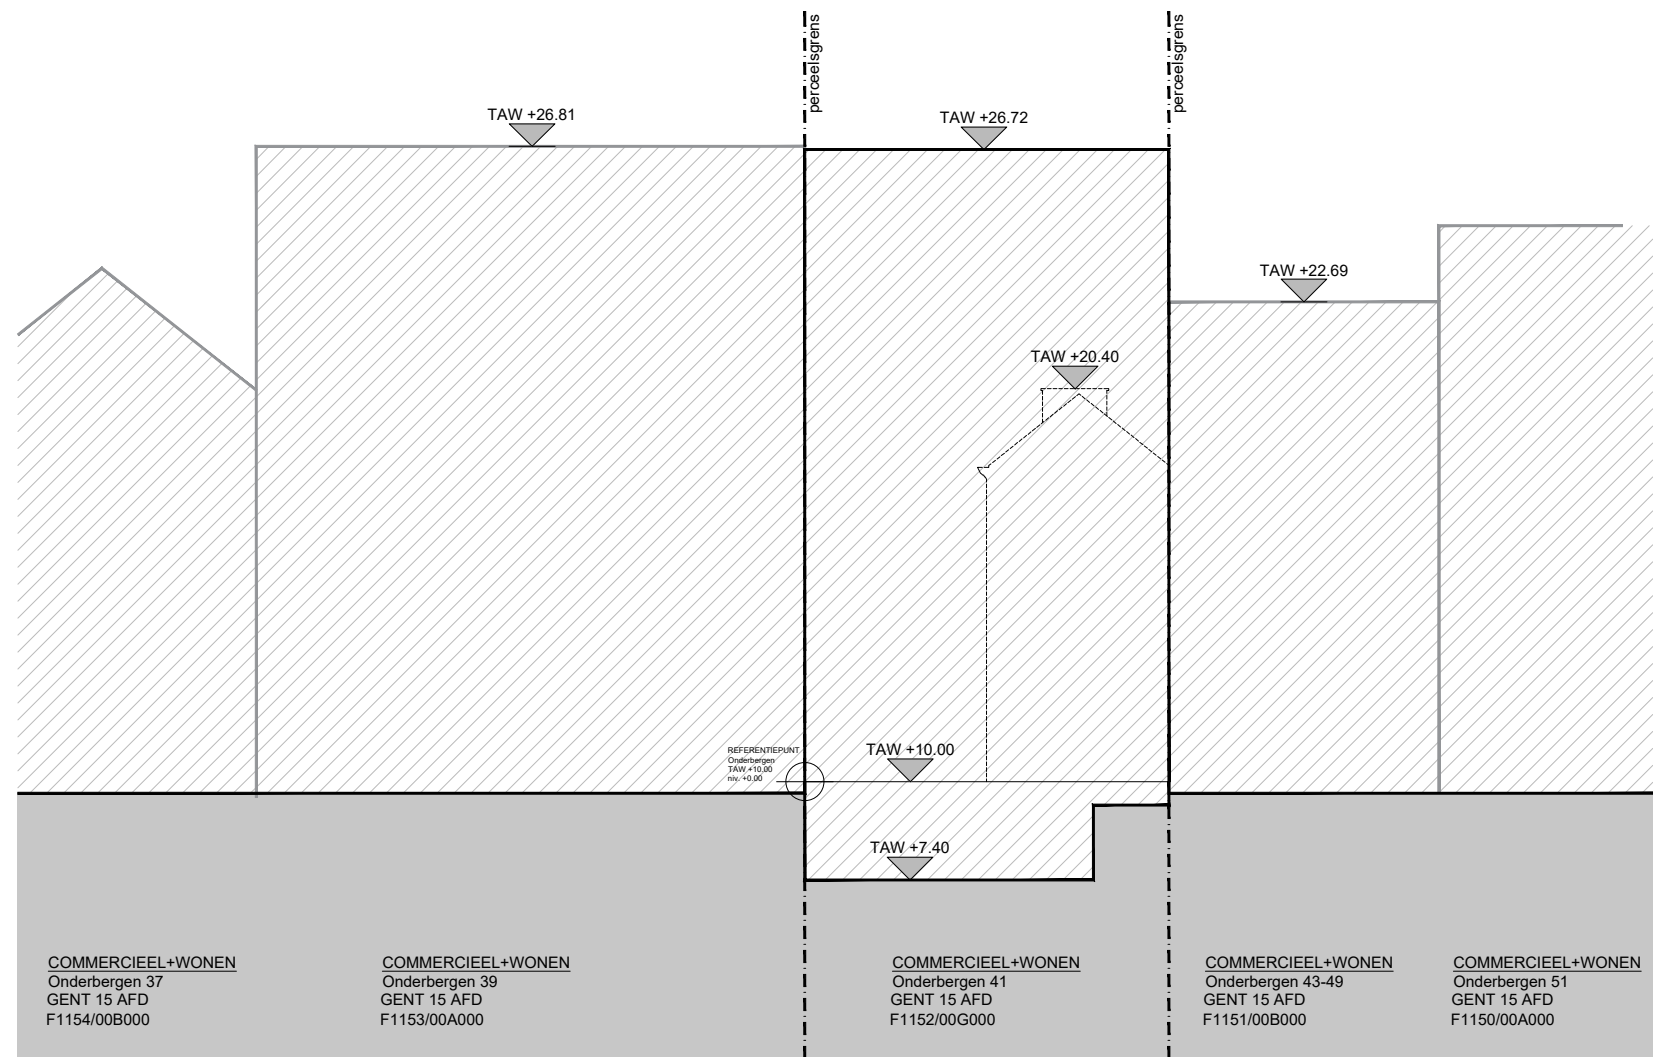 perceelsgrens
perceelsgrens
TAW +26.81
TAW +26.72
TAW +22.69
TAW +20.40
REFERENTIEPUNT
Onderbergen
TAW +10.00
niv. +0.00
TAW +10.00
TAW +7.40
COMMERCIEEL+WONEN
Onderbergen 37
GENT 15 AFD
F1154/00B000
COMMERCIEEL+WONEN
Onderbergen 39
GENT 15 AFD
F1153/00A000
COMMERCIEEL+WONEN
Onderbergen 41
GENT 15 AFD
F1152/00G000
COMMERCIEEL+WONEN
Onderbergen 43-49
GENT 15 AFD
F1151/00B000
COMMERCIEEL+WONEN
Onderbergen 51
GENT 15 AFD
F1150/00A000